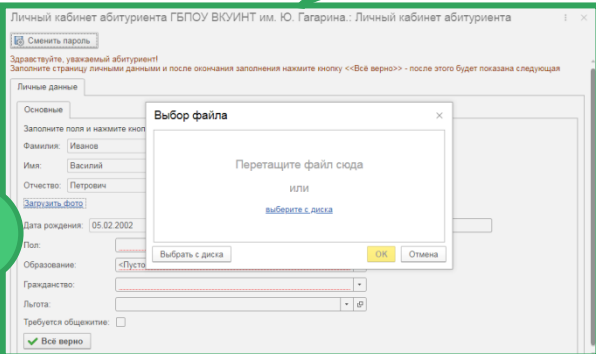 Личный кабинет абитуриента ГБПОУ ВКУИНТ им. Ю. Гагарина.: Личный кабинет абитуриента
Сменить пароль
Здравствуйте, уважаемый абитуриент!
Заполните страницу личными данными и после окончания заполнения нажмите кнопку <<Всё верно>> - после этого будет показана следующая
Личные данные
Основные
Заполните поля и нажмите кноп
Фамилия: Иванов
Имя: Василий
Отчество: Петрович
Загрузить фото
Дата рождения: 05.02.2002
Пол:
Образование: <Пусто
Гражданство:
Льгота:
Требуется общежитие:
Всё верно
Выбор файла
Перетащите файл сюда
или
выберите с диска
Выбрать с диска ОК Отмена